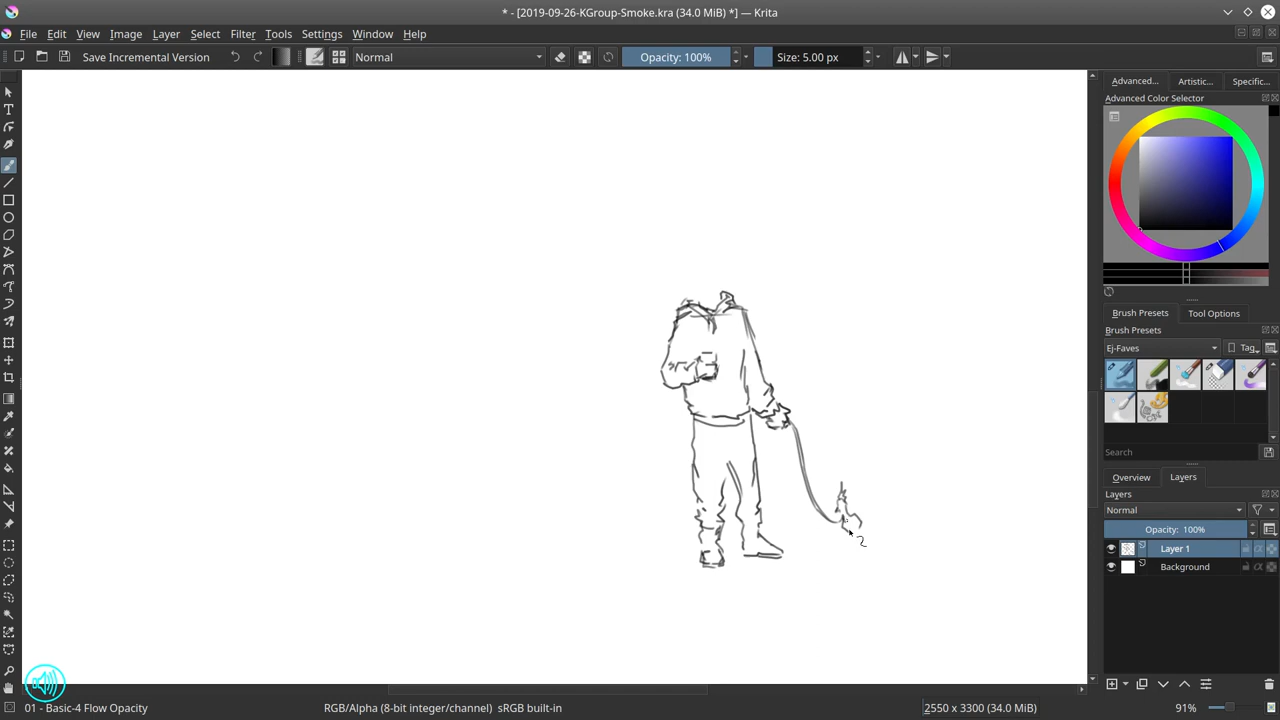 * - [2019-09-26-KGroup-Smoke.kra (34.0 MiB) *] — Krita
File Edit View Image Layer Select Filter Tools Settings Window Help
Save Incremental Version Normal Opacity: 100% Size: 5.00 px
Advanced... Artistic... Specific...
Advanced Color Selector
Brush Presets Tool Options
Brush Presets
Ej-Faves Tag
Search
Overview Layers
Layers
Normal
Opacity: 100%
Layer 1
Background
01 - Basic-4 Flow Opacity RGB/Alpha (8-bit integer/channel) sRGB built-in 2550 x 3300 (34.0 MiB) 91%